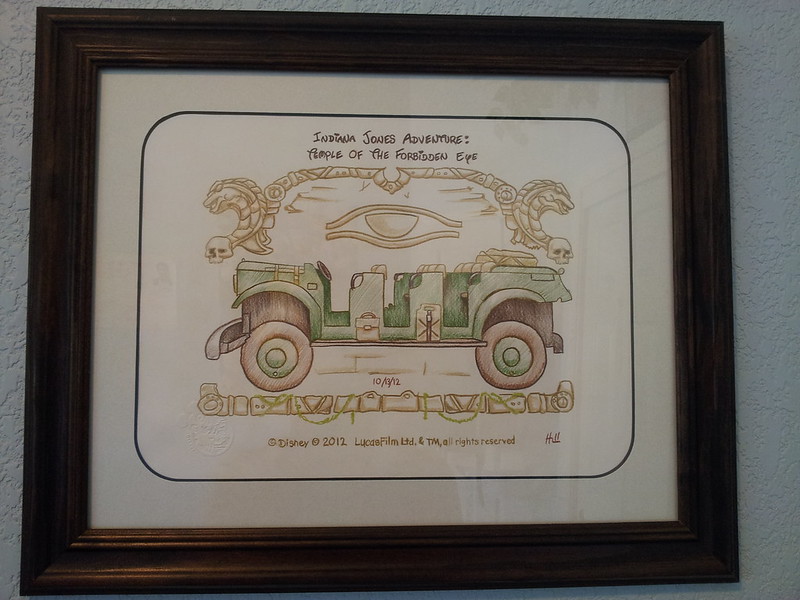 Indiana Jones Adventure:
Temple Of The Forbidden Eye
10/13/12
© Disney © 2012 LucasFilm Ltd. & TM, all rights reserved
Hill